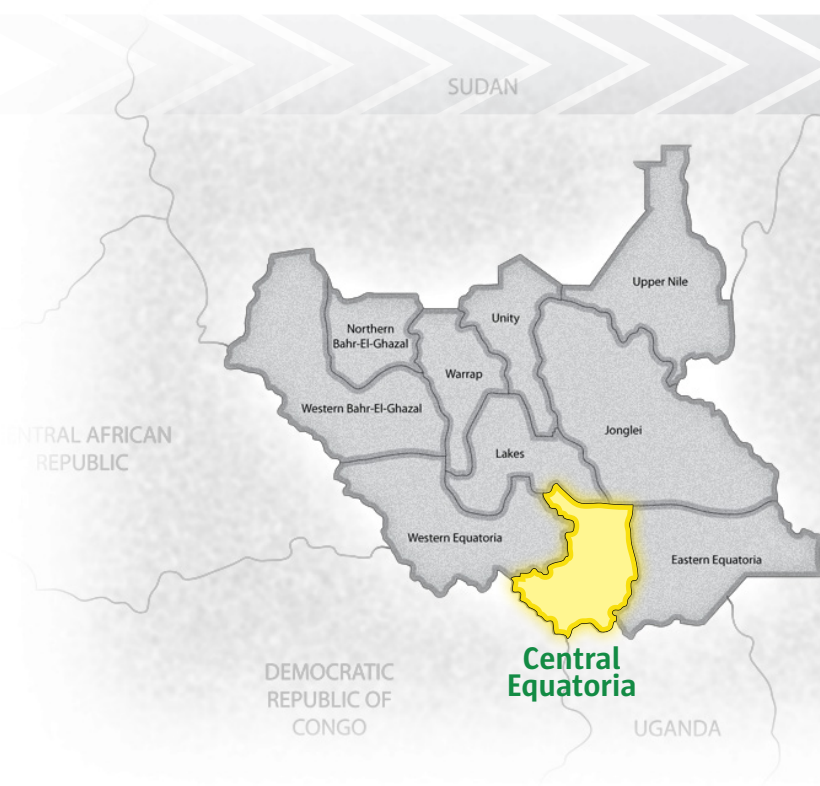 SUDAN
Upper Nile
Unity
Northern
Bahr-El-Ghazal
Warrap
Western Bahr-El-Ghazal
Jonglei
NTRAL AFRICAN
REPUBLIC
Lakes
Western Equatoria
Eastern Equatoria
Central
Equatoria
DEMOCRATIC
REPUBLIC OF
CONGO
UGANDA